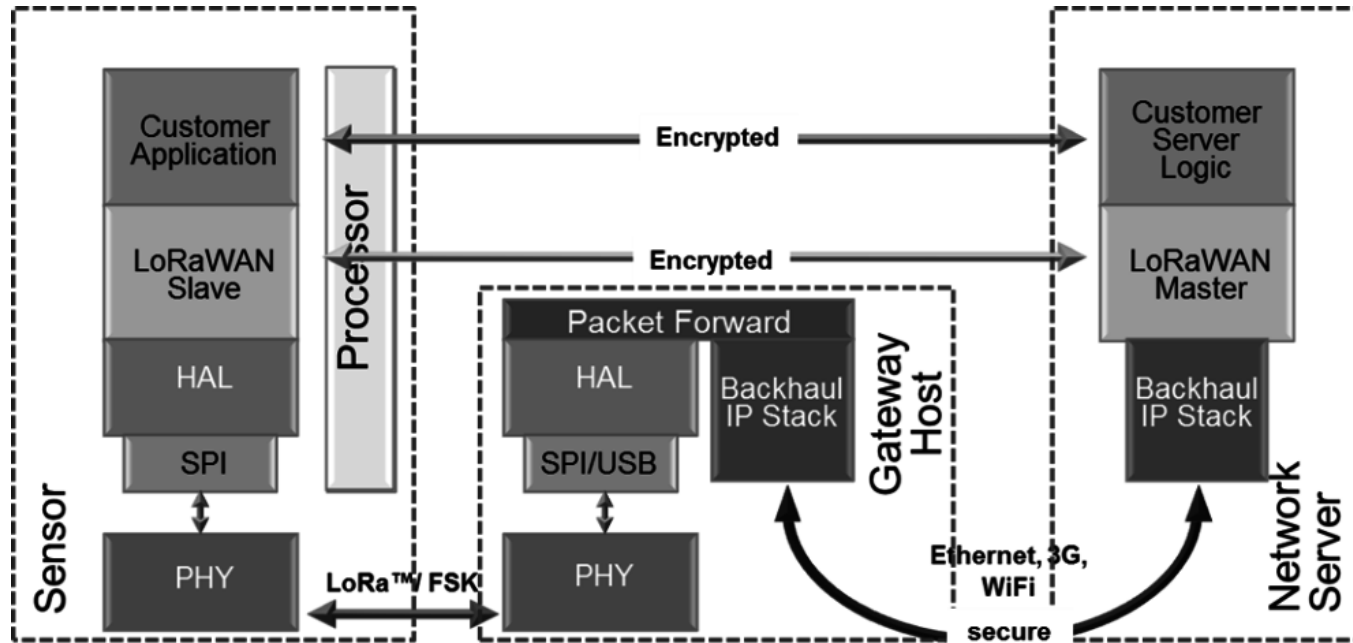 Customer
Application
LoRaWAN
Slave
HAL
SPI
PHY
Processor
Sensor
Encrypted
Encrypted
LoRa™/ FSK
Packet Forward
HAL
SPI/USB
PHY
Backhaul
IP Stack
Gateway
Host
Ethernet, 3G,
WiFi
secure
Customer
Server
Logic
LoRaWAN
Master
Backhaul
IP Stack
Network
Server